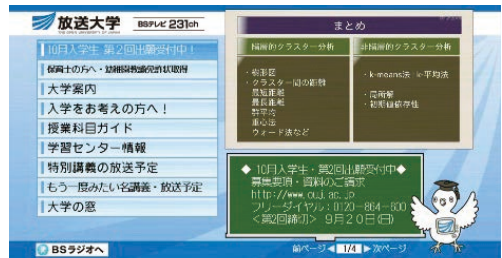 放送大学
THE OPEN UNIVERSITY OF JAPAN
BSテレビ 231ch
10月入学生 第2回出願受付中!
保育士の方へ・幼稚園教諭免許状取得
大学案内
入学をお考えの方へ!
授業科目ガイド
学習センター情報
特別講義の放送予定
もう一度みたい名講義・放送予定
大学の窓
BSラジオへ
まとめ
階層的クラスター分析
・樹形図
・クラスター間の距離
最短距離
最長距離
群平均
重心法
ウォード法など
非階層的クラスター分析
・k-means法 k-平均法
・局所解
・初期値依存性
◆ 10月入学生・第2回出願受付中◆
募集要項・資料のご請求
http://www.ouj.ac.jp
フリーダイヤル:0120-864-600
<第2回締切> 9月20日(日)
前ページ◀ 1/4 ▶次ページ